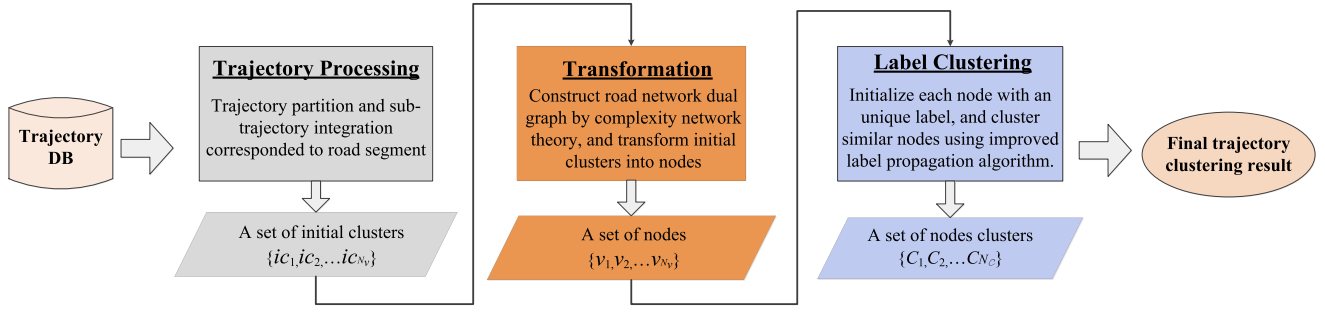 Trajectory
DB
Trajectory Processing
Trajectory partition and sub-
trajectory integration
corresponded to road segment
A set of initial clusters
{ic1,ic2,…icNv}
Transformation
Construct road network dual
graph by complexity network
theory, and transform initial
clusters into nodes
A set of nodes
{v1,v2,…vNv}
Label Clustering
Initialize each node with an
unique label, and cluster
similar nodes using improved
label propagation algorithm.
A set of nodes clusters
{C1,C2,…CNC}
Final trajectory
clustering result